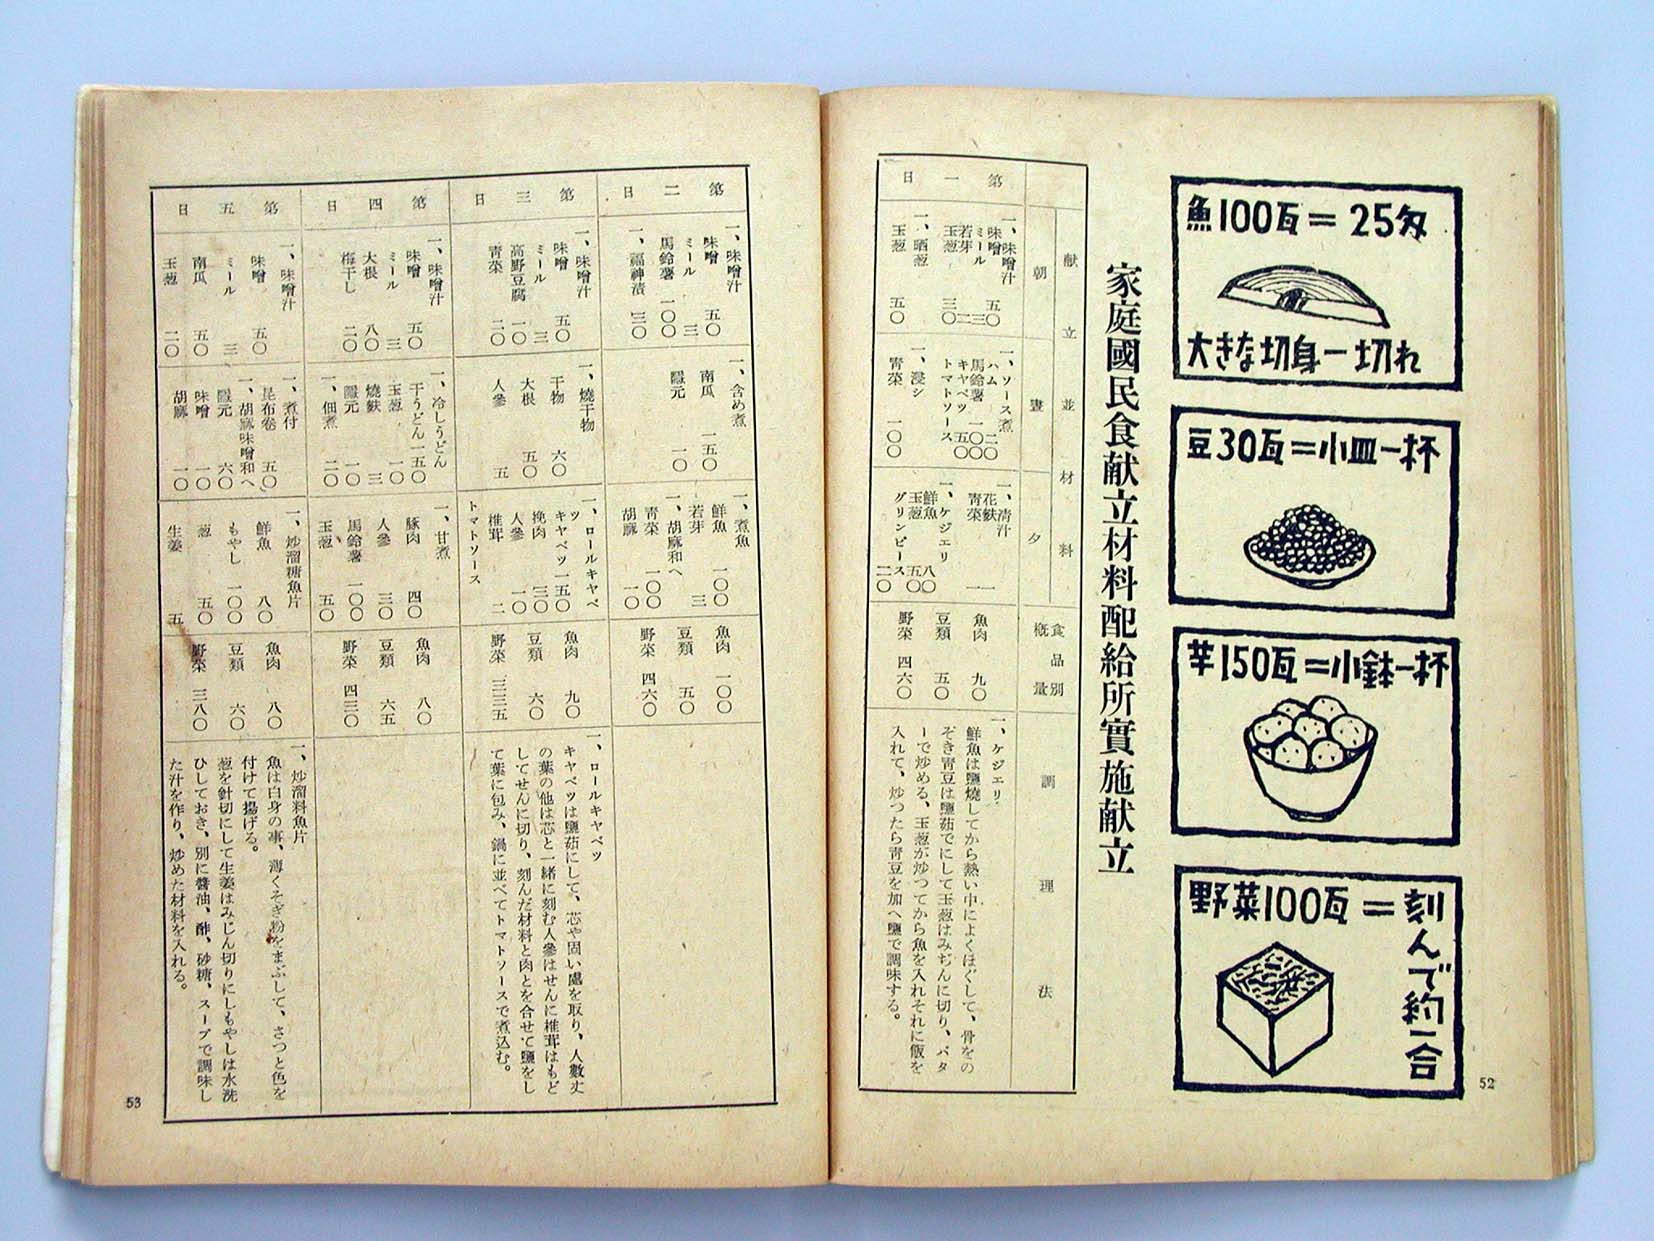 魚100瓦=25匁
大きな切身一切れ
豆30瓦=小皿一杯
芋150瓦=小鉢一杯
野菜100瓦=刻んで約一合
52
家庭國民食献立材料配給所實施献立
献立並材料
朝
晝
夕
食品別概量
調理法
第一日
一、味噌汁
味噌 五〇
ミール 三
若芽 二
玉葱 三〇
一、晒葱
玉葱 五〇
一、ソース煮
ハム 二〇
馬鈴薯 一〇〇
キヤベツ 五〇
トマトソース
一、浸シ
靑菜 一〇〇
一、淸汁
花麩 一
靑菜 一
一、ケジエリ
鮮魚 八〇
玉葱 五〇
グリンピース 二〇
魚肉 九〇
豆類 五〇
野菜 四六〇
一、ケジエリ
鮮魚は鹽燒してから熱い中によくほぐして、骨をの
ぞき靑豆は鹽茹でにして玉葱はみぢんに切り、バタ
ーで炒める、玉葱が炒つてから魚を入れそれに飯を
入れて、炒つたら靑豆を加へ鹽で調味する。
第二日
一、味噌汁
味噌 五〇
ミール 三
馬鈴薯 一〇〇
一、福神漬 三〇
一、含め煮
南瓜 一五〇
隱元 一〇
一、煮魚
鮮魚 一〇〇
若芽 三
一、胡麻和へ
靑菜 一〇〇
胡麻 一〇
魚肉 一〇〇
豆類 五〇
野菜 四六〇
第三日
一、味噌汁
味噌 五〇
ミール 三
高野豆腐 一〇
靑菜 二〇
一、燒干物
干物 六〇
大根 五〇
人參 五
一、ロールキヤベ
ツ
キヤベツ 一五〇
挽肉 三〇
人參 一〇
椎茸 二
トマトソース
魚肉 九〇
豆類 六〇
野菜 三三五
一、ロールキヤベツ
キヤベツは鹽茹にして、芯や固い處を取り、人數丈
の葉の他は芯と一緒に刻む人參はせんに椎茸はもど
してせんに切り、刻んだ材料と肉とを合せて鹽をし
て葉に包み、鍋に並べてトマトソースで煮込む。
第四日
一、味噌汁
味噌 五〇
ミール 三
大根 八〇
梅干し 二〇
一、冷しうどん
干うどん 一五〇
玉葱 一〇
燒麩 三
隱元 一〇
一、佃煮 二〇
一、甘煮
豚肉 四〇
人參 三〇
馬鈴薯 一〇〇
玉葱 五〇
魚肉 八〇
豆類 六五
野菜 四三〇
第五日
一、味噌汁
味噌 五〇
ミール 三
南瓜 五〇
玉葱 二〇
一、煮付
昆布卷 五〇
一、胡麻味噌和へ
隱元 六〇
味噌 一〇
胡麻 一〇
一、炒溜糖魚片
鮮魚 八〇
もやし 一〇〇
葱 五〇
生姜 五
魚肉 八〇
豆類 六〇
野菜 三八〇
一、炒溜料魚片
魚は白身の事、薄くそぎ粉をまぶして、さつと色を
付けて揚げる。
葱を針切にして生姜はみじん切りにしもやしは水洗
ひしておき、別に醬油、酢、砂糖、スープで調味し
た汁を作り、炒めた材料を入れる。
53